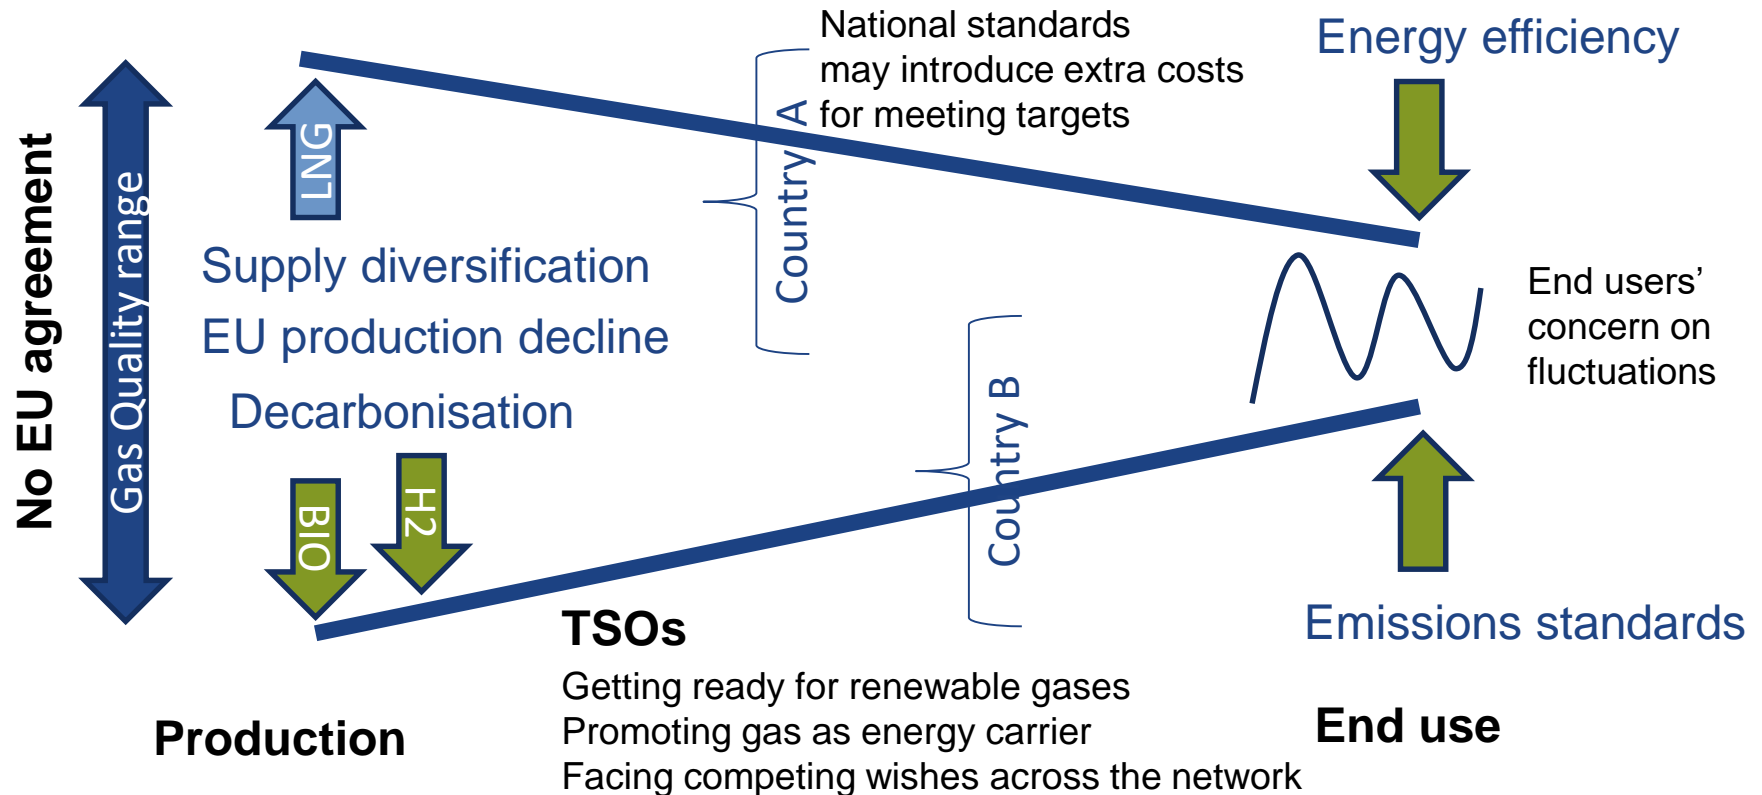 No EU agreement
Gas Quality range
LNG
Supply diversification
EU production decline
Decarbonisation
BIO
H2
Production
National standards
may introduce extra costs
for meeting targets
Country A
Country B
TSOs
Getting ready for renewable gases
Promoting gas as energy carrier
Facing competing wishes across the network
Energy efficiency
End users’
concern on
fluctuations
Emissions standards
End use